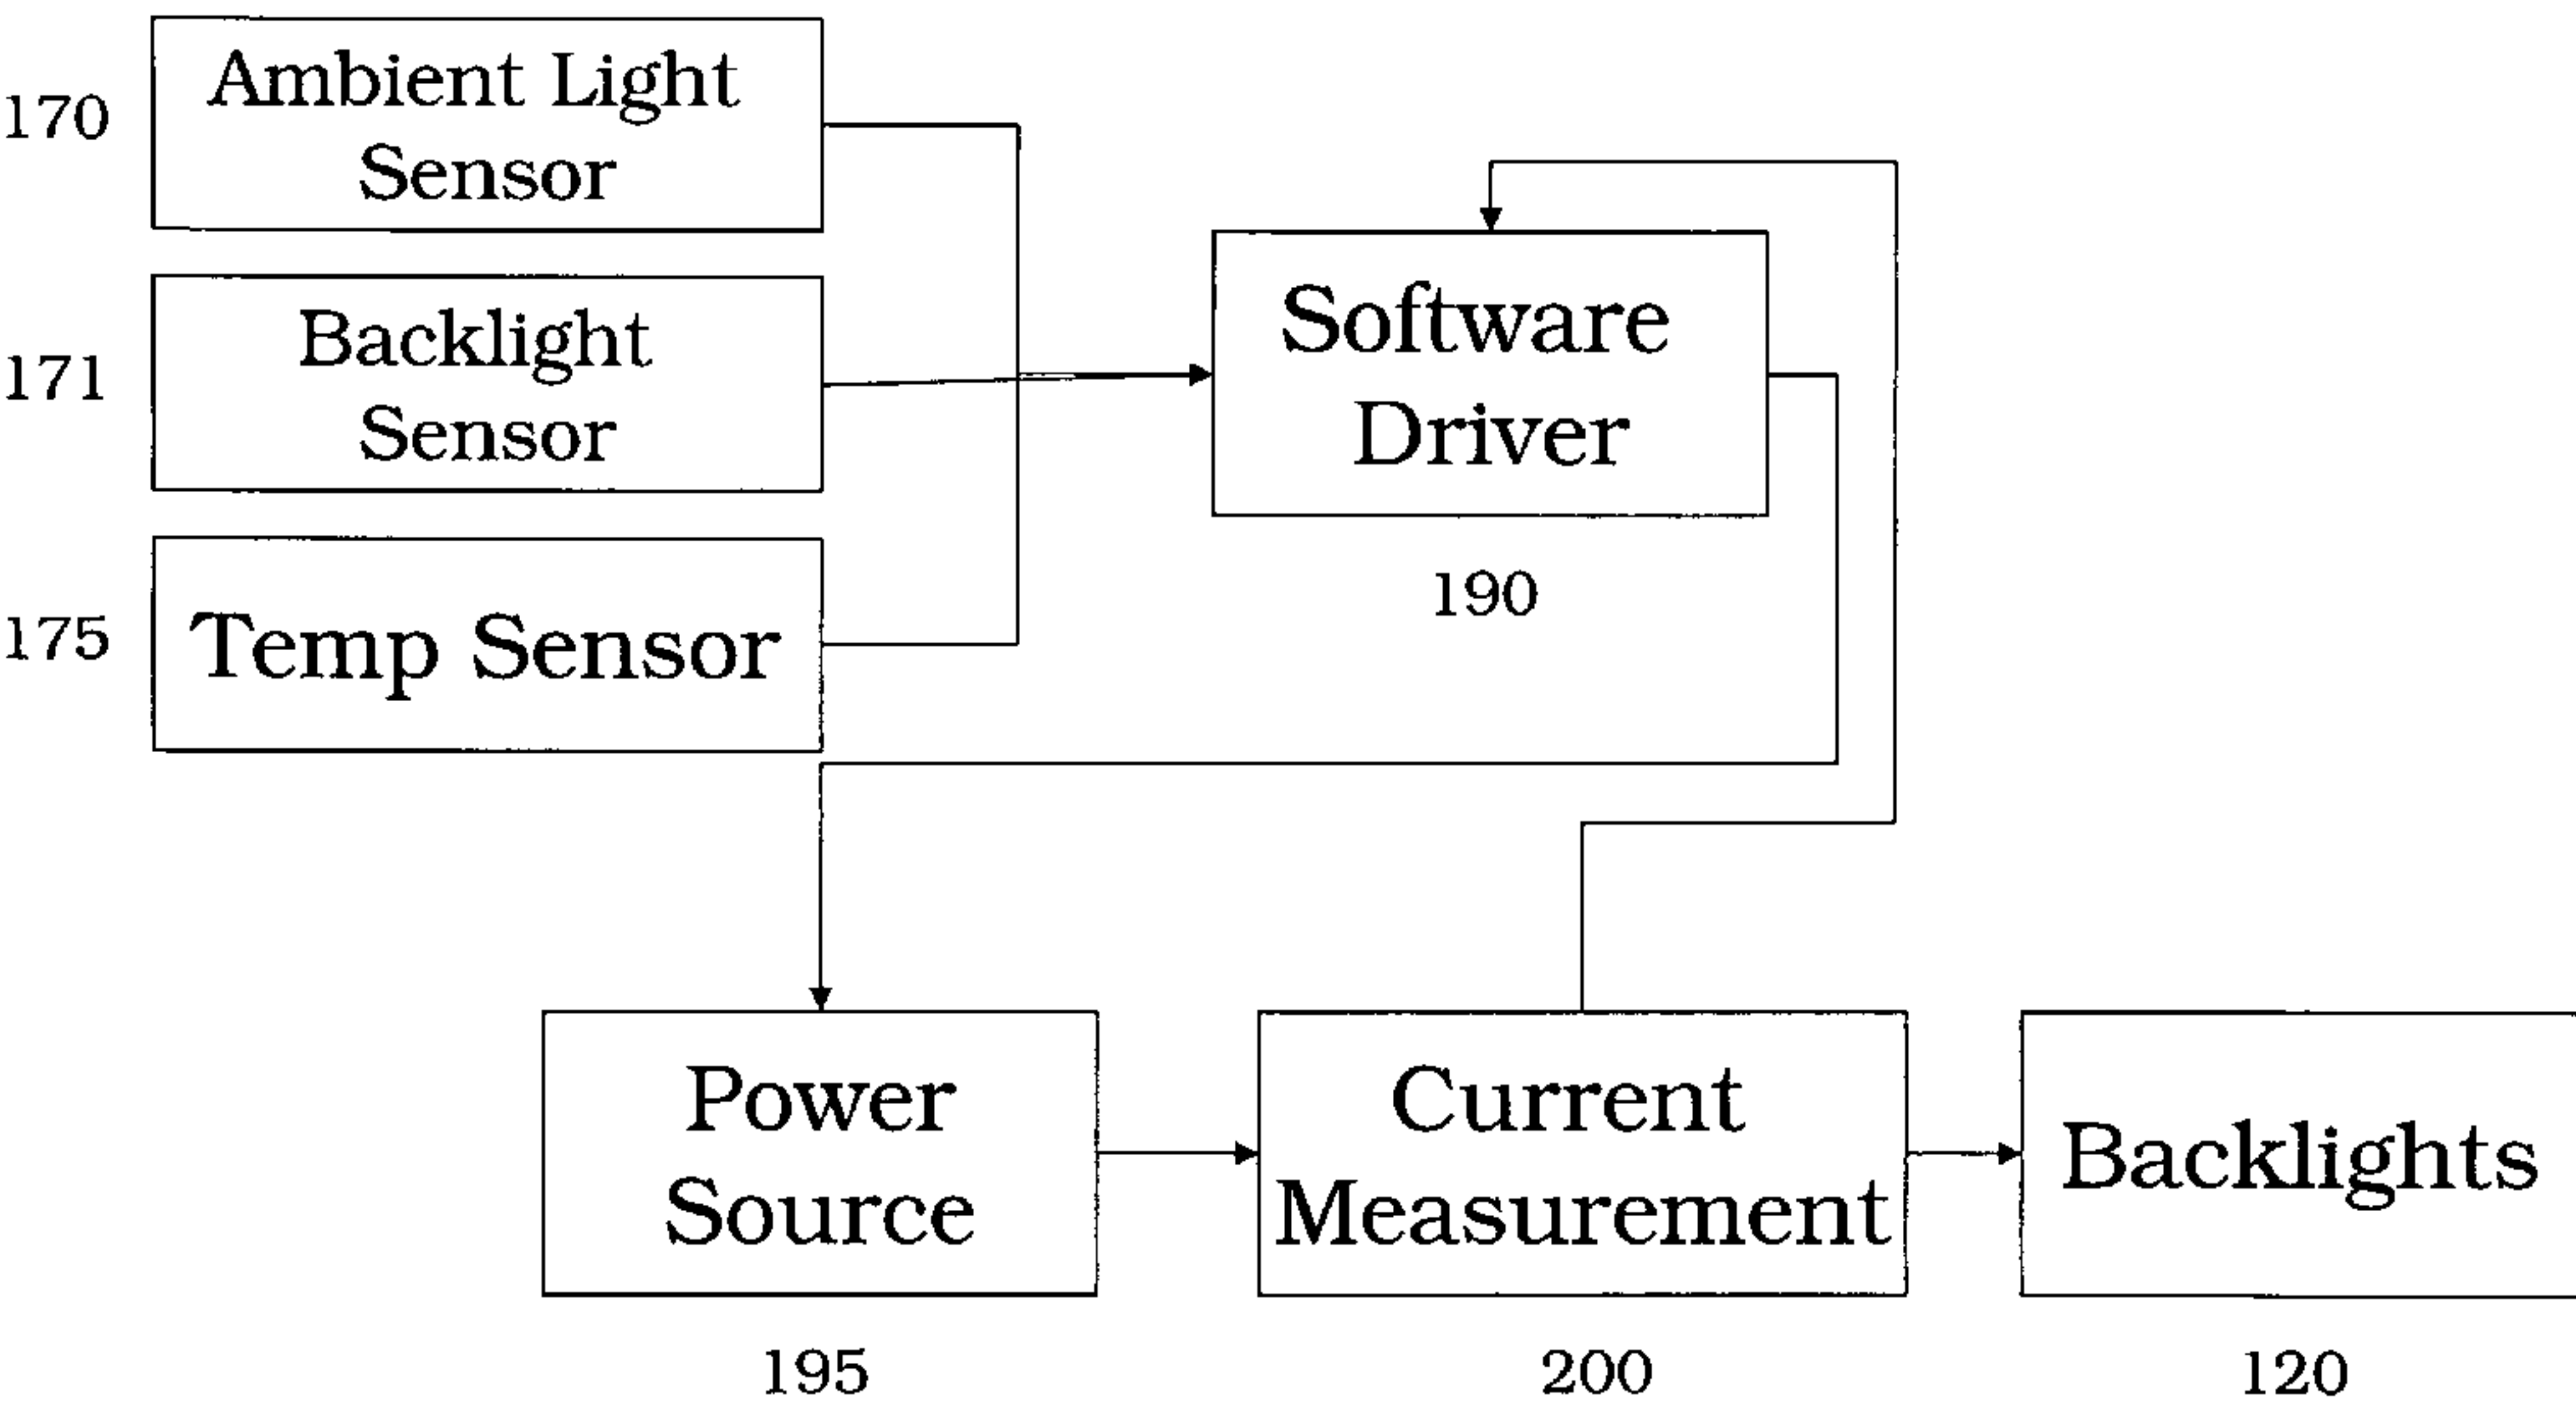 170
Ambient Light
Sensor
171
Backlight
Sensor
175
Temp Sensor
Software
Driver
190
Power
Source
195
Current
Measurement
200
Backlights
120